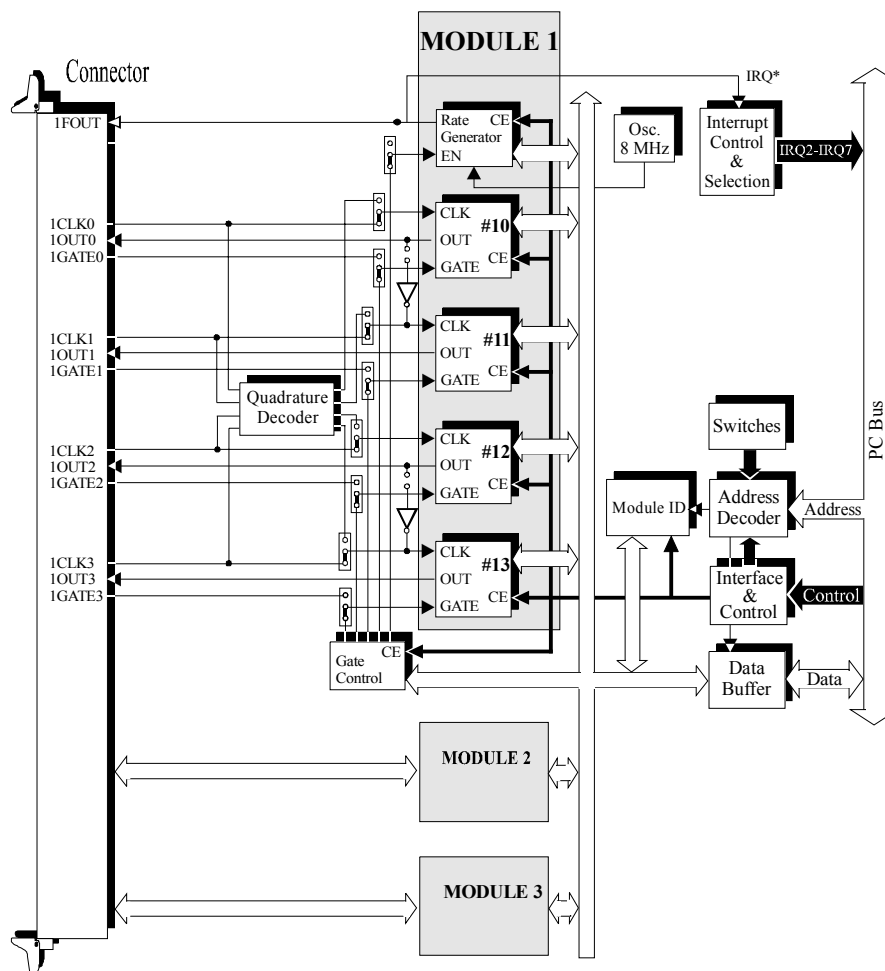 MODULE 1
Connector
IRQ*
1FOUT
Rate
Generator
CE
EN
Osc.
8 MHz
Interrupt
Control
&
Selection
IRQ2-IRQ7
1CLK0
1OUT0
1GATE0
CLK
OUT
GATE
#10
CE
1CLK1
1OUT1
1GATE1
CLK
OUT
GATE
#11
CE
Quadrature
Decoder
1CLK2
1OUT2
1GATE2
CLK
OUT
GATE
#12
Switches
PC Bus
Module ID
Address
Decoder
Address
1CLK3
1OUT3
1GATE3
CLK
OUT
GATE
#13
CE
Interface
&
Control
Control
CE
Gate
Control
Data
Buffer
Data
MODULE 2
MODULE 3